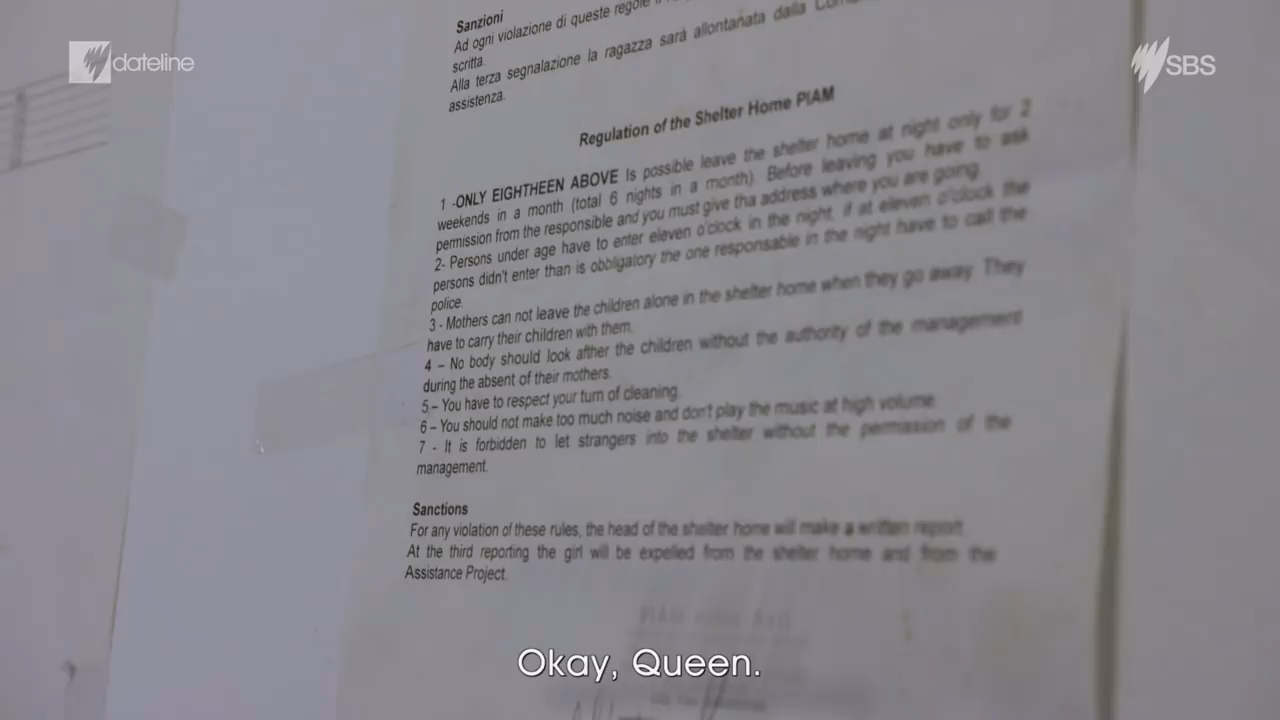 dateline
SBS
Sanzioni
Ad ogni violazione di queste regole il
scritta.
Alla terza segnalazione la ragazza sarà allontanata dalla
assistenza.
Regulation of the Shelter Home PIAM
1 -ONLY EIGHTHEEN ABOVE Is possible leave the shelter home at night only for 2
weekends in a month (total 6 nights in a month). Before leaving you have to ask
permission from the responsible and you must give tha address where you are going.
2- Persons under age have to enter eleven o'clock in the night, if at eleven o'clock the
persons didn't enter than is obbligatory the one responsable in the night have to call the
police.
3 - Mothers can not leave the children alone in the shelter home when they go away. They
have to carry their children with them.
4 – No body should look afther the children without the authority of the management
during the absent of their mothers.
5 – You have to respect your turn of cleaning.
6 – You should not make too much noise and don't play the music at high volume.
7 - It is forbidden to let strangers into the shelter without the permission of the
management.
Sanctions
For any violation of these rules, the head of the shelter home will make a written report.
At the third reporting the girl will be expelled from the shelter home and from the
Assistance Project.
Okay, Queen.